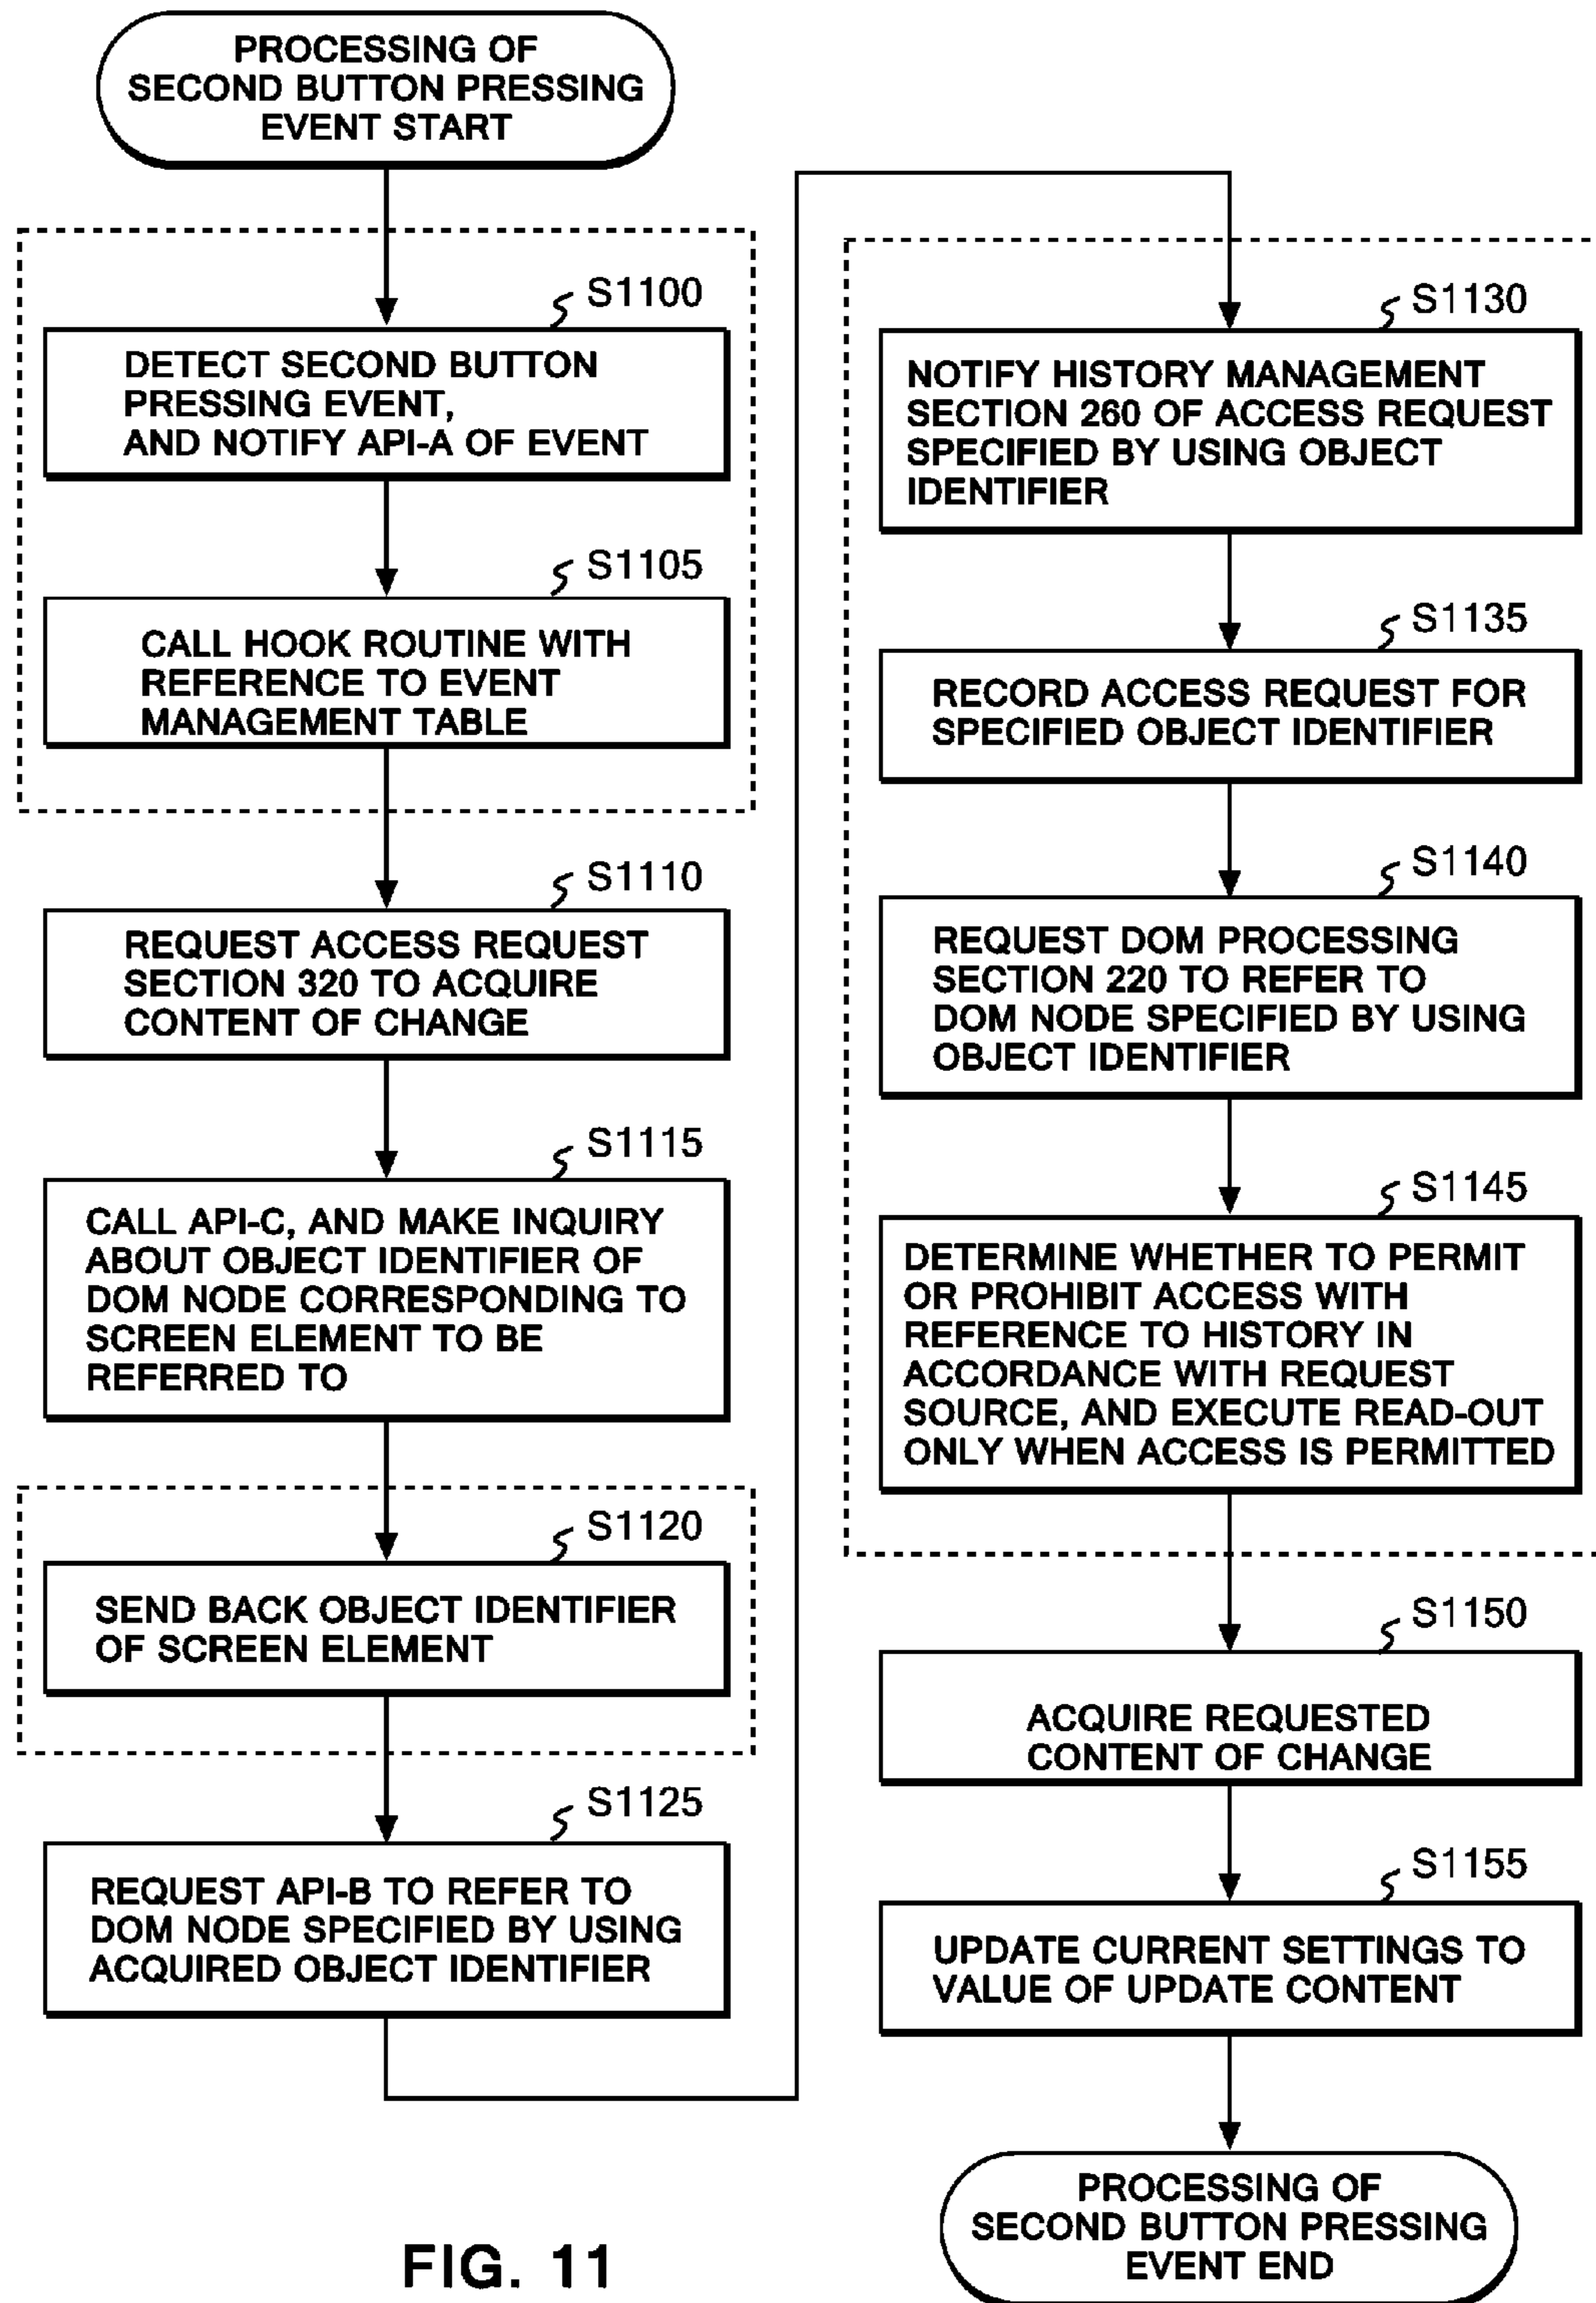 PROCESSING OF
SECOND BUTTON PRESSING
EVENT START
S1100
DETECT SECOND BUTTON
PRESSING EVENT,
AND NOTIFY API-A OF EVENT
S1105
CALL HOOK ROUTINE WITH
REFERENCE TO EVENT
MANAGEMENT TABLE
S1110
REQUEST ACCESS REQUEST
SECTION 320 TO ACQUIRE
CONTENT OF CHANGE
S1115
CALL API-C, AND MAKE INQUIRY
ABOUT OBJECT IDENTIFIER OF
DOM NODE CORRESPONDING TO
SCREEN ELEMENT TO BE
REFERRED TO
S1120
SEND BACK OBJECT IDENTIFIER
OF SCREEN ELEMENT
S1125
REQUEST API-B TO REFER TO
DOM NODE SPECIFIED BY USING
ACQUIRED OBJECT IDENTIFIER
S1130
NOTIFY HISTORY MANAGEMENT
SECTION 260 OF ACCESS REQUEST
SPECIFIED BY USING OBJECT
IDENTIFIER
S1135
RECORD ACCESS REQUEST FOR
SPECIFIED OBJECT IDENTIFIER
S1140
REQUEST DOM PROCESSING
SECTION 220 TO REFER TO
DOM NODE SPECIFIED BY USING
OBJECT IDENTIFIER
S1145
DETERMINE WHETHER TO PERMIT
OR PROHIBIT ACCESS WITH
REFERENCE TO HISTORY IN
ACCORDANCE WITH REQUEST
SOURCE, AND EXECUTE READ-OUT
ONLY WHEN ACCESS IS PERMITTED
S1150
ACQUIRE REQUESTED
CONTENT OF CHANGE
S1155
UPDATE CURRENT SETTINGS TO
VALUE OF UPDATE CONTENT
PROCESSING OF
SECOND BUTTON PRESSING
EVENT END
FIG. 11